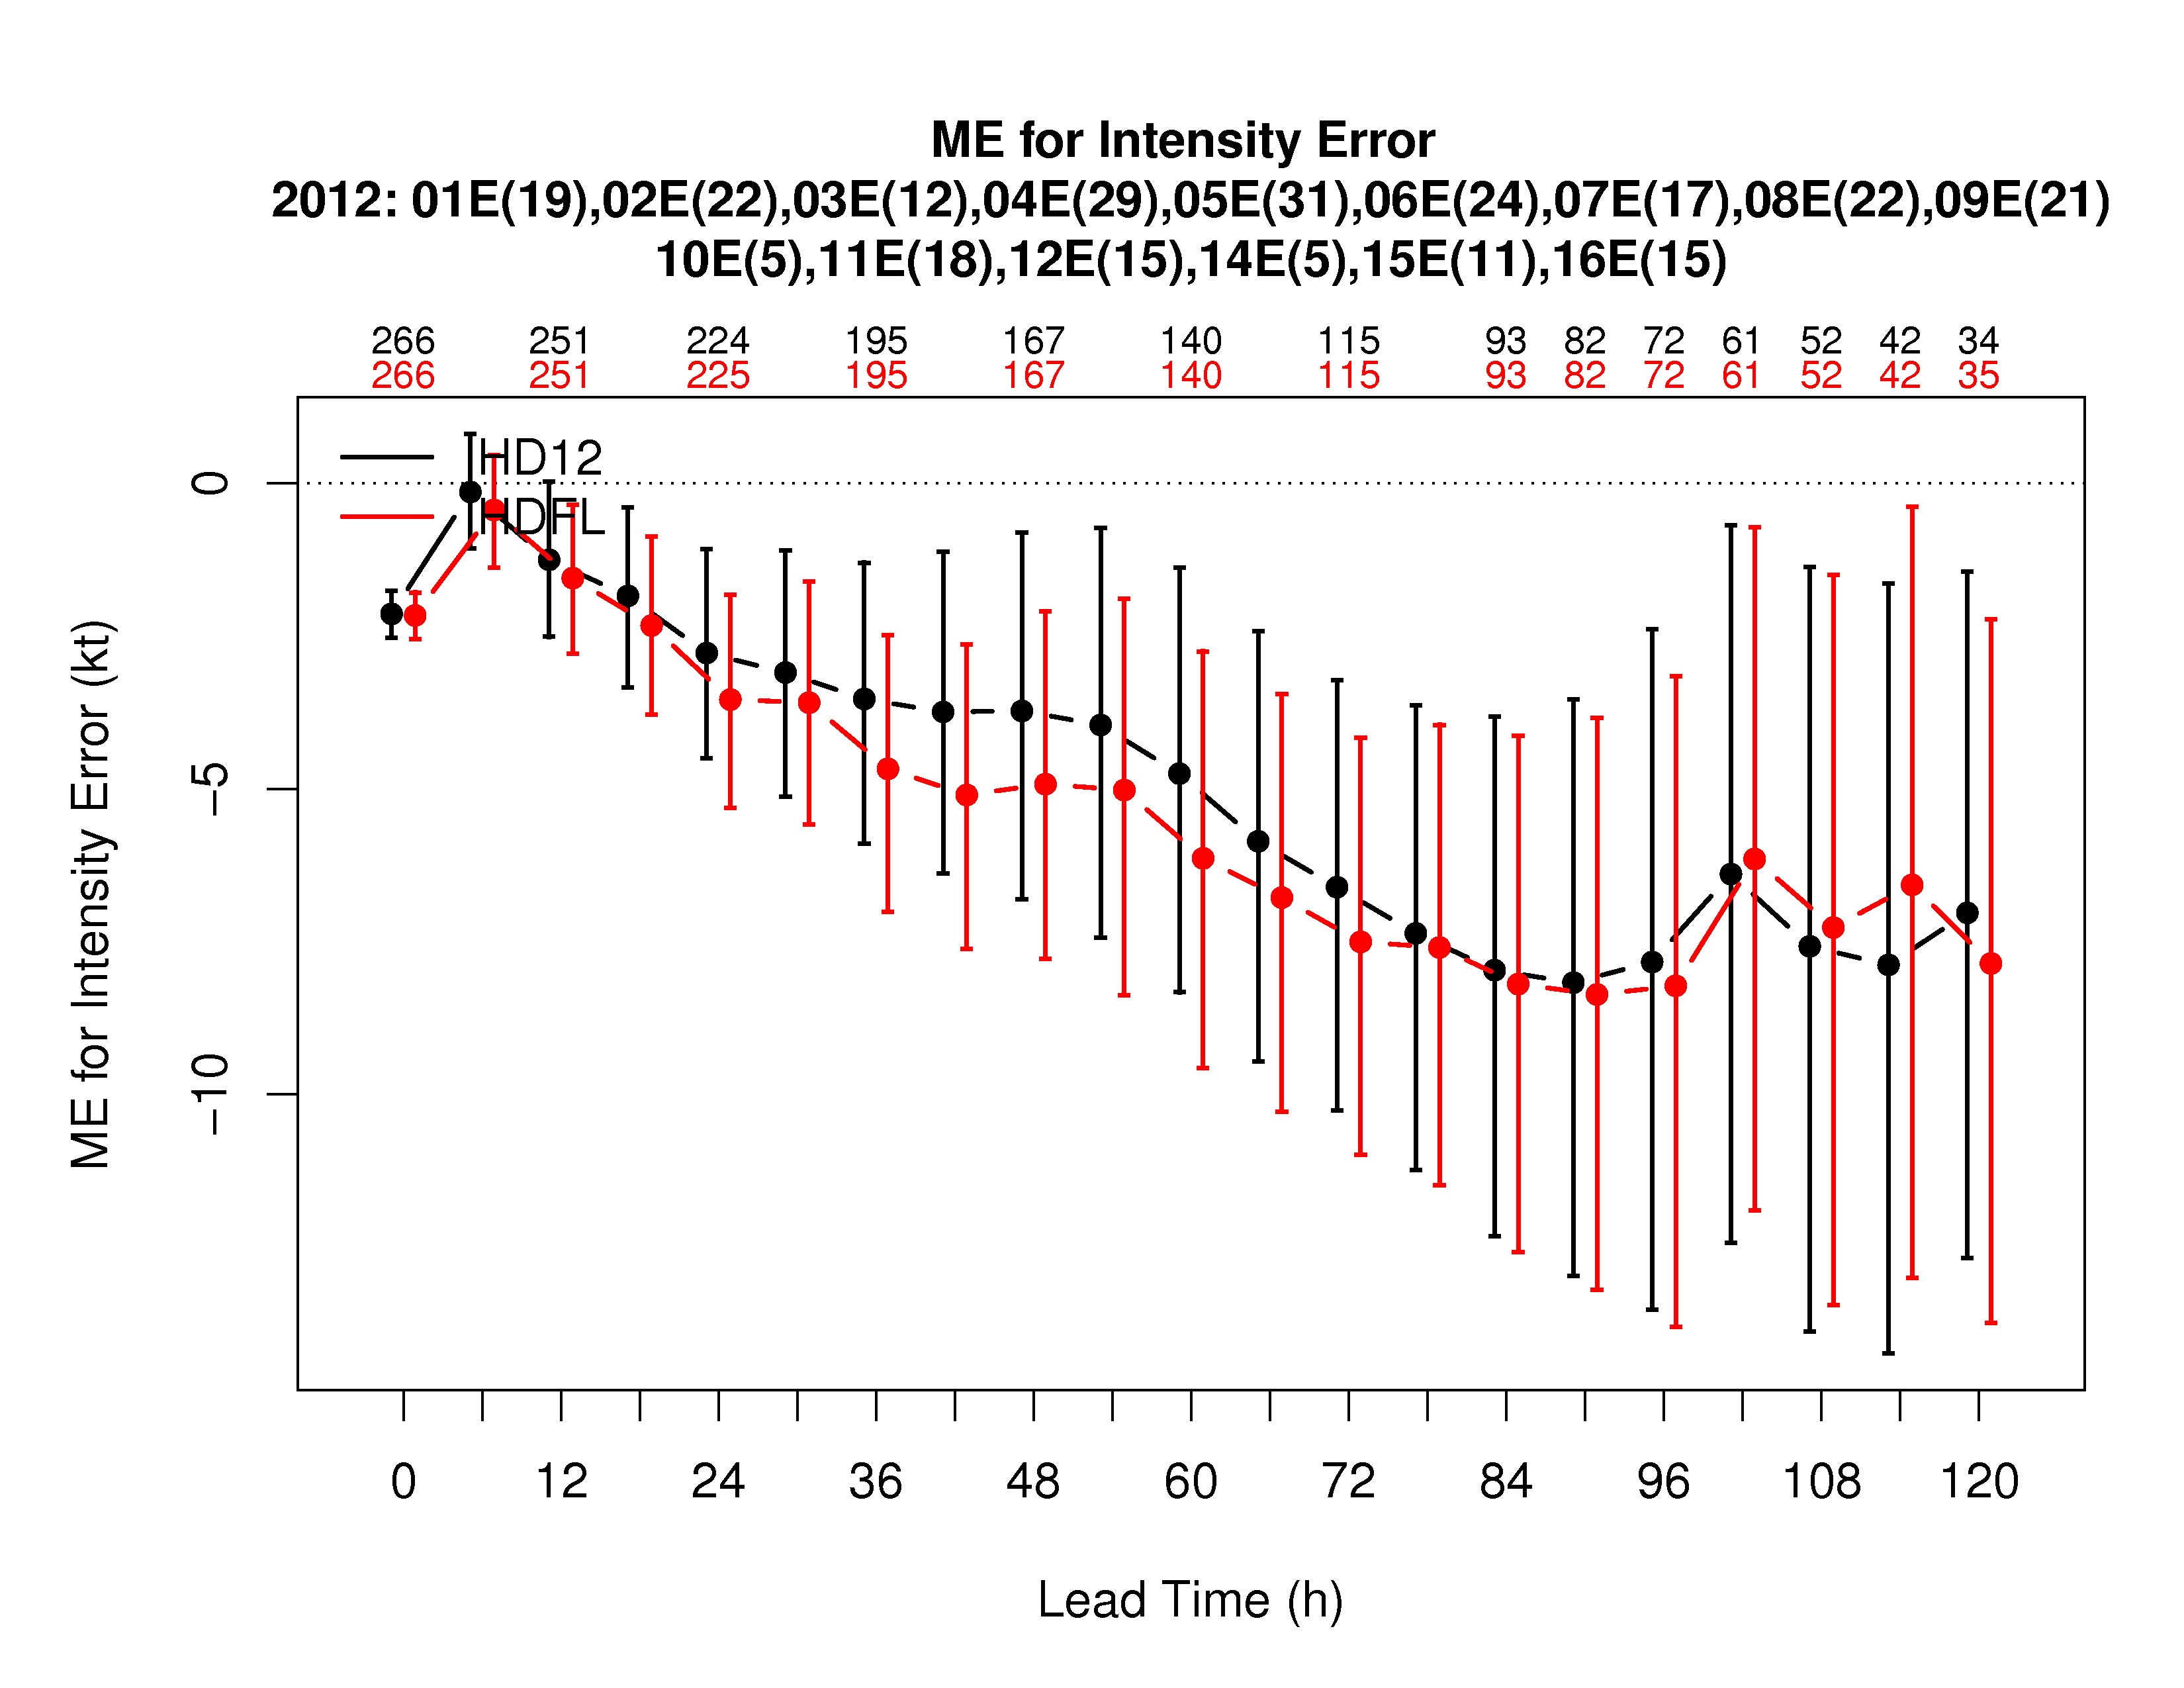 ME for Intensity Error
2012: 01E(19),02E(22),03E(12),04E(29),05E(31),06E(24),07E(17),08E(22),09E(21)
10E(5),11E(18),12E(15),14E(5),15E(11),16E(15)
266 251 224 195 167 140 115 93 82 72 61 52 42 34
266 251 225 195 167 140 115 93 82 72 61 52 42 35
HD12
HDFL
ME for Intensity Error (kt)
0
−5
−10
0 12 24 36 48 60 72 84 96 108 120
Lead Time (h)